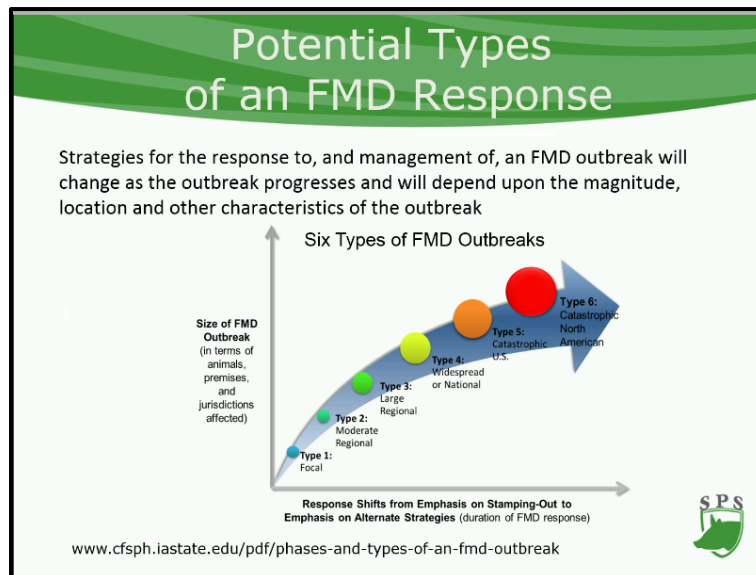 Potential Types
of an FMD Response
Strategies for the response to, and management of, an FMD outbreak will
change as the outbreak progresses and will depend upon the magnitude,
location and other characteristics of the outbreak
Six Types of FMD Outbreaks
Size of FMD
Outbreak
(in terms of
animals,
premises,
and
jurisdictions
affected)
Type 1:
Focal
Type 2:
Moderate
Regional
Type 3:
Large
Regional
Type 4:
Widespread
or National
Type 5:
Catastrophic
U.S.
Type 6:
Catastrophic
North
American
Response Shifts from Emphasis on Stamping-Out to
Emphasis on Alternate Strategies (duration of FMD response)
SPS
www.cfsph.iastate.edu/pdf/phases-and-types-of-an-fmd-outbreak